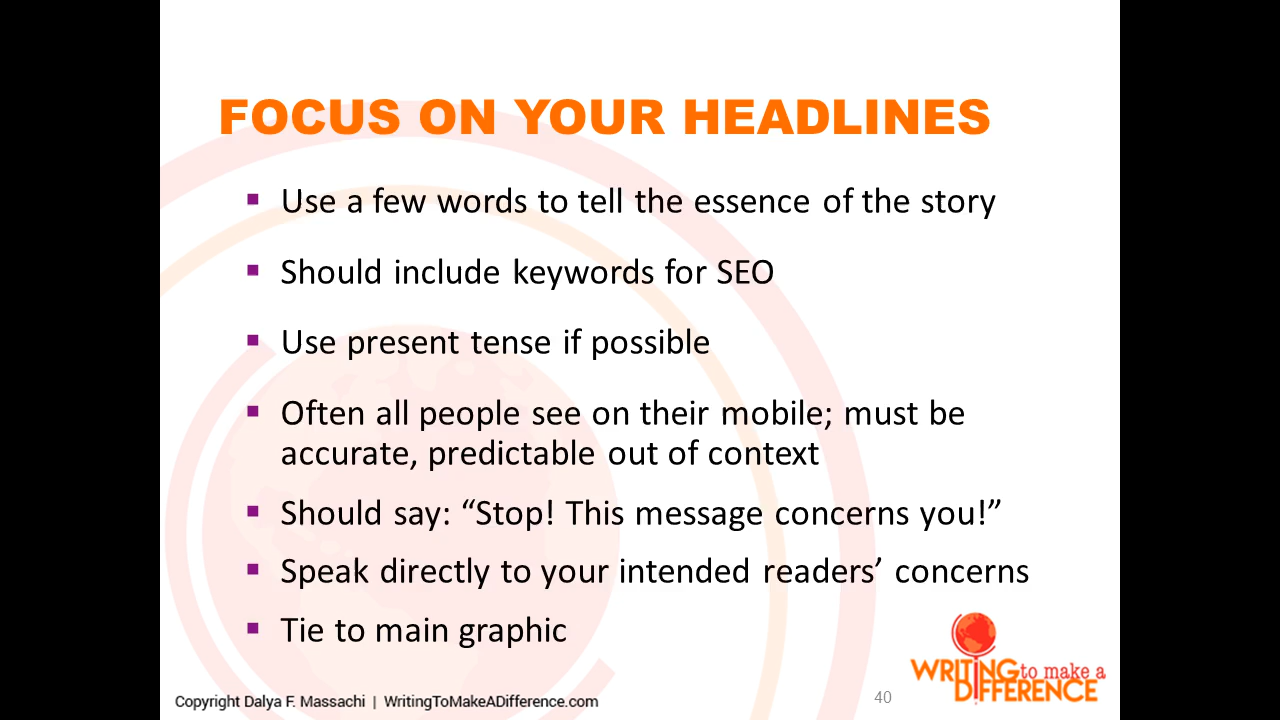 FOCUS ON YOUR HEADLINES
▪ Use a few words to tell the essence of the story
▪ Should include keywords for SEO
▪ Use present tense if possible
▪ Often all people see on their mobile; must be
accurate, predictable out of context
▪ Should say: “Stop! This message concerns you!”
▪ Speak directly to your intended readers’ concerns
▪ Tie to main graphic
WRITING to make a
DIFFERENCE
Copyright Dalya F. Massachi | WritingToMakeADifference.com
40